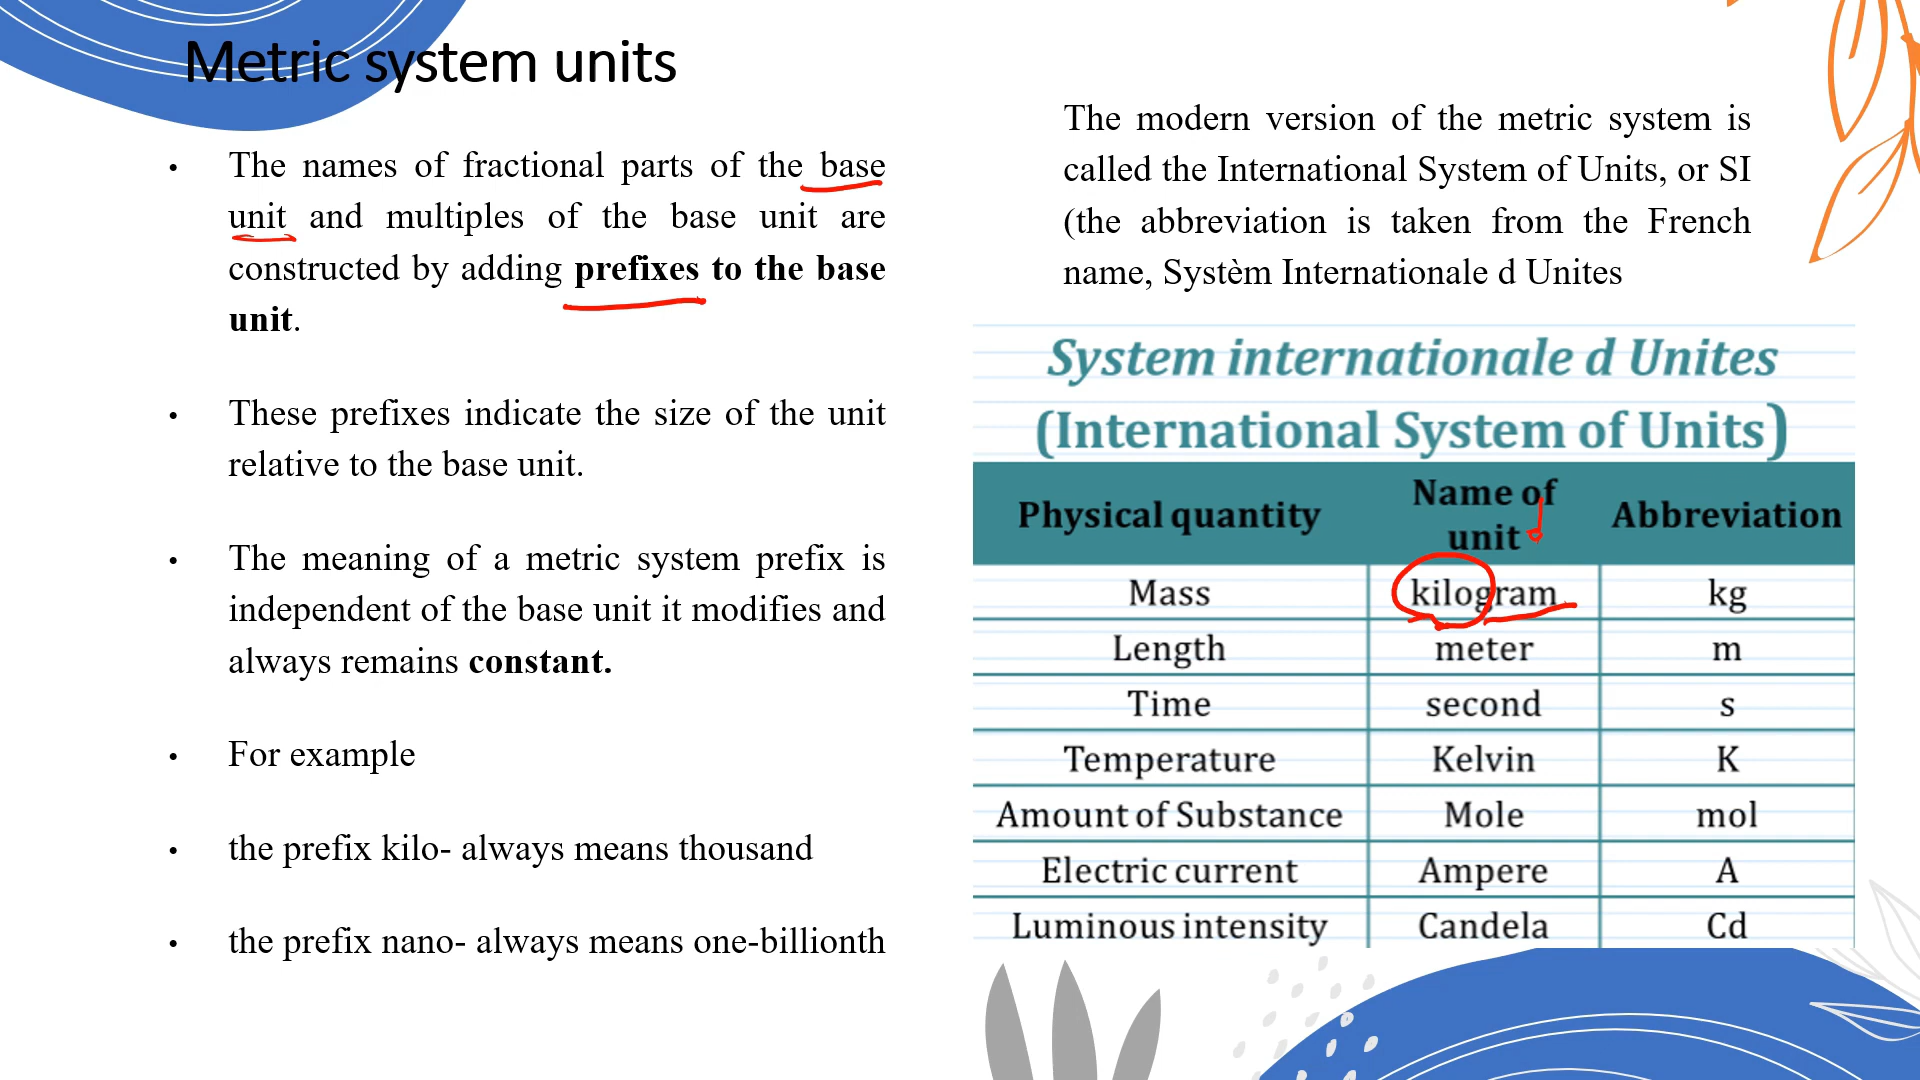 Metric system units
• The names of fractional parts of the base
unit and multiples of the base unit are
constructed by adding prefixes to the base
unit.
• These prefixes indicate the size of the unit
relative to the base unit.
• The meaning of a metric system prefix is
independent of the base unit it modifies and
always remains constant.
• For example
• the prefix kilo- always means thousand
• the prefix nano- always means one-billionth
The modern version of the metric system is
called the International System of Units, or SI
(the abbreviation is taken from the French
name, Systèm Internationale d Unites
System internationale d Unites
(International System of Units)
Physical quantity Name of unit Abbreviation
Mass kilogram kg
Length meter m
Time second s
Temperature Kelvin K
Amount of Substance Mole mol
Electric current Ampere A
Luminous intensity Candela Cd